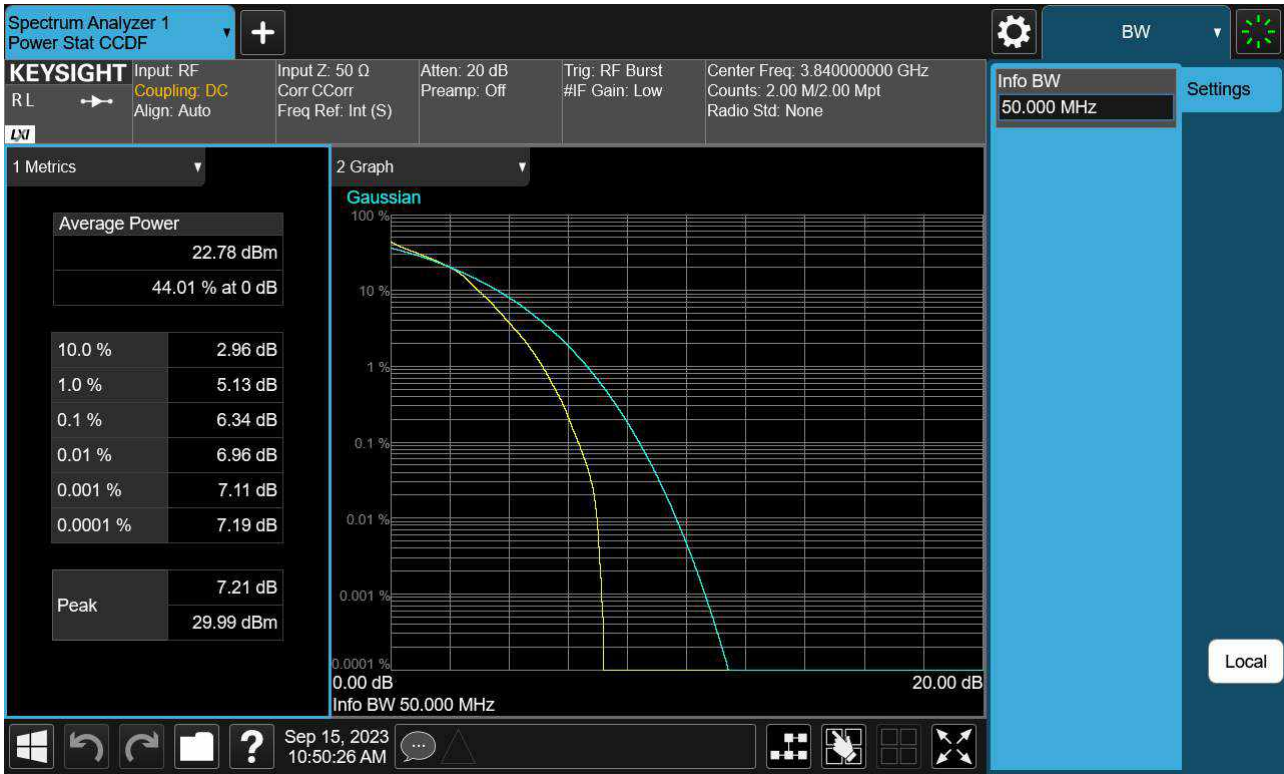 Spectrum Analyzer 1
Power Stat CCDF
BW
KEYSIGHT
RL
LXI
Input: RF
Coupling: DC
Align: Auto
Input Z: 50 Ω
Corr CCorr
Freq Ref: Int (S)
Atten: 20 dB
Preamp: Off
Trig: RF Burst
#IF Gain: Low
Center Freq: 3.840000000 GHz
Counts: 2.00 M/2.00 Mpt
Radio Std: None
Info BW
50.000 MHz
Settings
1 Metrics
Average Power
22.78 dBm
44.01 % at 0 dB
10.0 % 2.96 dB
1.0 % 5.13 dB
0.1 % 6.34 dB
0.01 % 6.96 dB
0.001 % 7.11 dB
0.0001 % 7.19 dB
Peak
7.21 dB
29.99 dBm
2 Graph
Gaussian
100 %
10 %
1 %
0.1 %
0.01 %
0.001 %
0.0001 %
0.00 dB 20.00 dB
Info BW 50.000 MHz
Local
?
Sep 15, 2023
10:50:26 AM